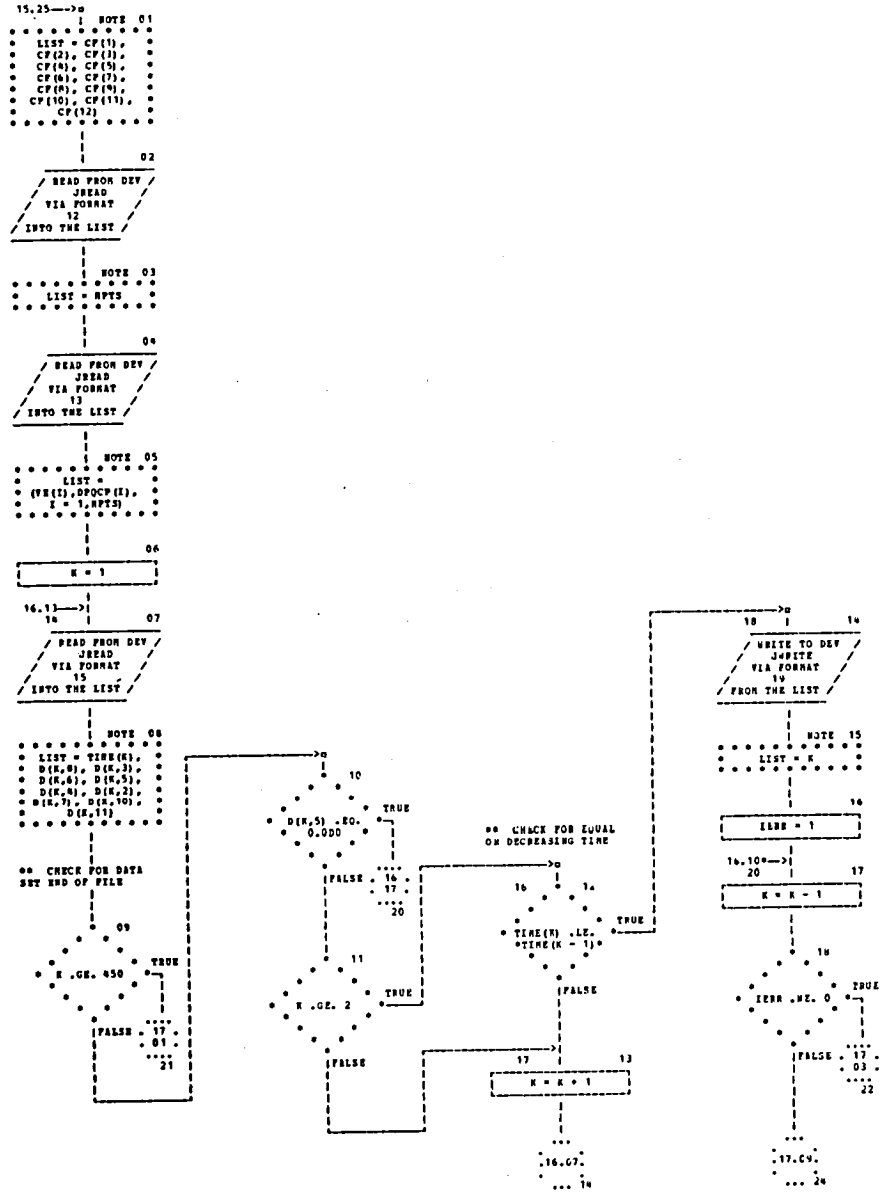 15.25--->
NOTE 01
LIST = CP(1),
CP(2), CP(3),
CP(4), CP(5),
CP(6), CP(7),
CP(8), CP(9),
CP(10), CP(11),
CP(12)
02
READ FROM DEV
JREAD
VIA FORMAT
12
INTO THE LIST
NOTE 03
LIST = NPTS
04
READ FROM DEV
JREAD
VIA FORMAT
13
INTO THE LIST
NOTE 05
LIST =
I = 1,NPTS)
06
K = 1
16.13--->
14
07
READ FROM DEV
JREAD
VIA FORMAT
15
INTO THE LIST
NOTE 08
LIST = TIME(K),
D(K,8), D(K,3),
D(K,6), D(K,5),
D(K,4), D(K,2),
D(K,7), D(K,10),
D(K,11)
** CHECK FOR DATA
SET END OF FILE
09
K .GE. 450
TRUE
FALSE
17
01
21
10
D(K,5) .EQ.
0.0D0
TRUE
FALSE
16
17
20
11
K .GE. 2
TRUE
FALSE
** CHECK FOR EQUAL
OR DECREASING TIME
16
12
TIME(K) .LE.
TIME(K - 1)
TRUE
FALSE
17
13
K = K + 1
16.07
14
18
14
WRITE TO DEV
JWRITE
VIA FORMAT
19
FROM THE LIST
NOTE 15
LIST = K
16
IERR = 1
16.10*--->
20
17
K = K - 1
18
IERR .NE. 0
TRUE
FALSE
17
03
22
17.09
24